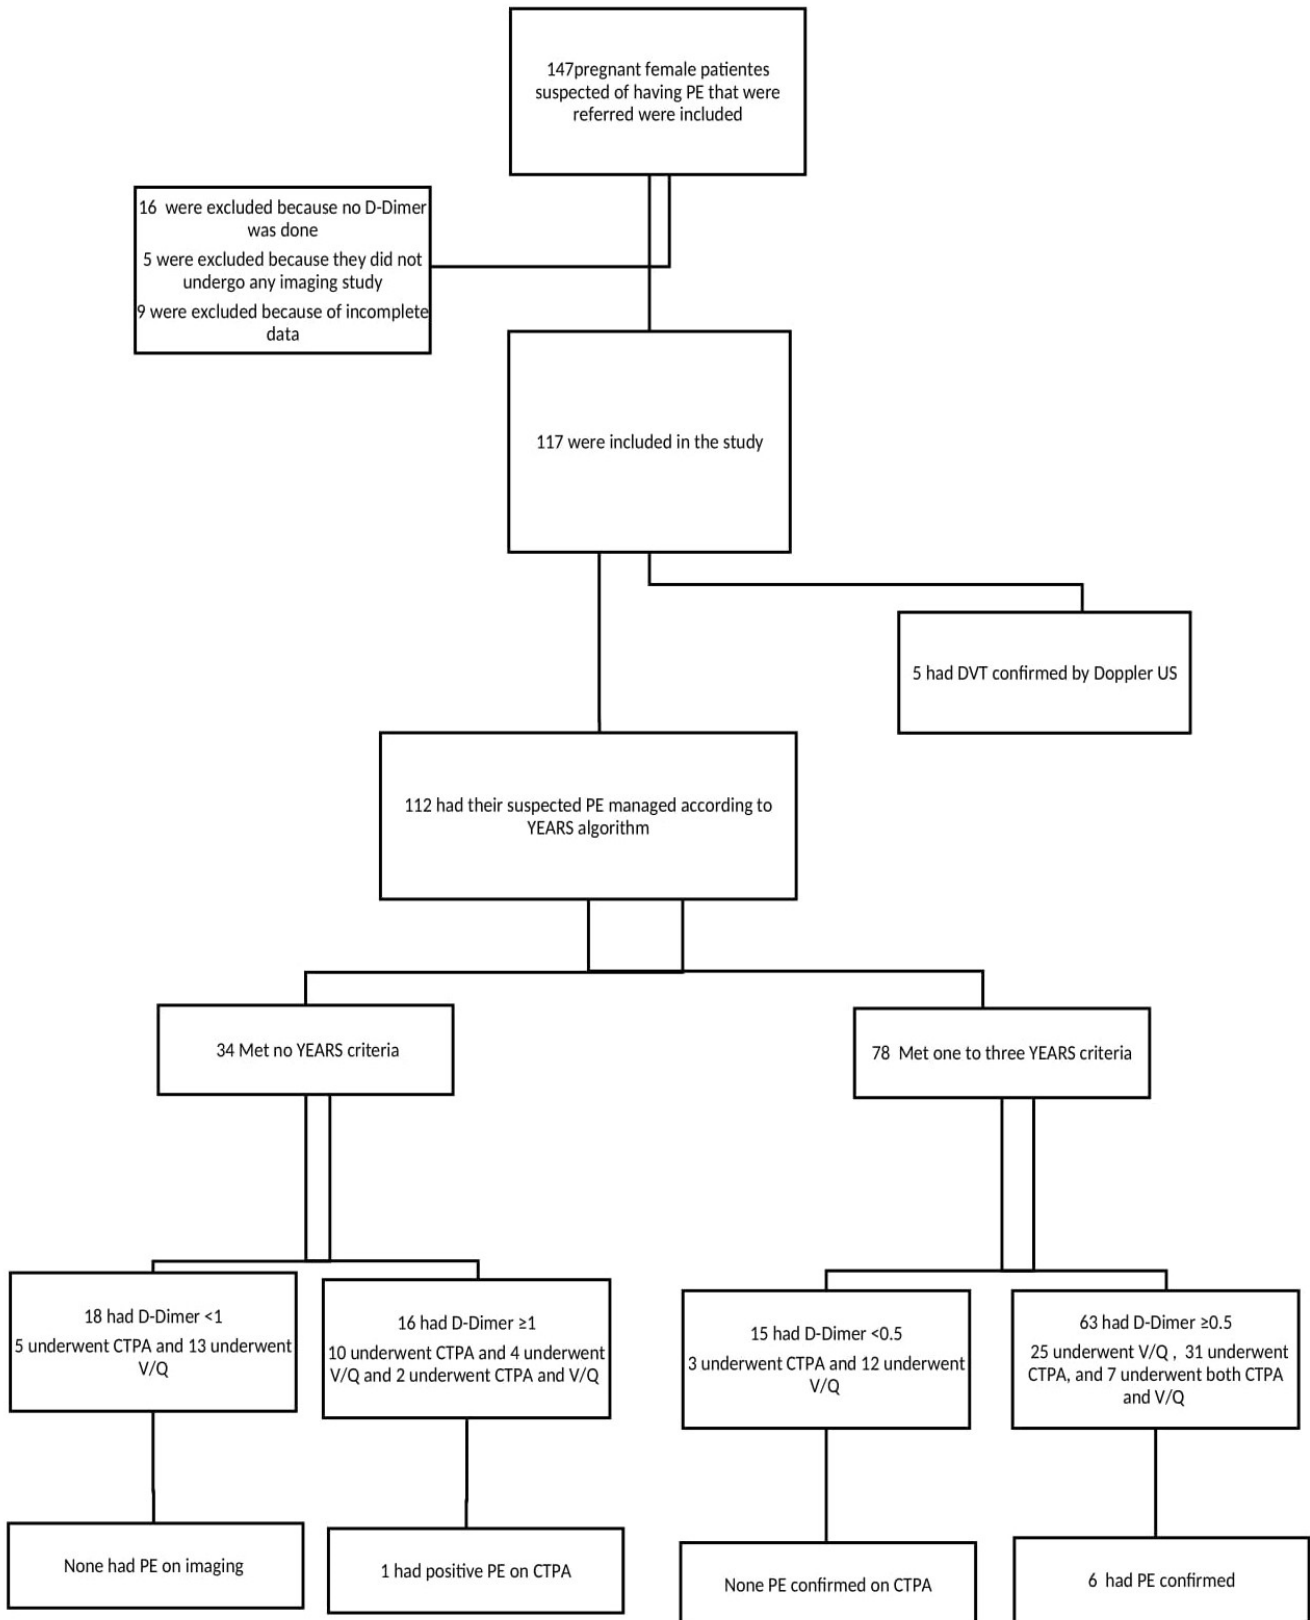 147pregnant female patientes
suspected of having PE that were
referred were included
16 were excluded because no D-Dimer
was done
5 were excluded because they did not
undergo any imaging study
9 were excluded because of incomplete
data
117 were included in the study
5 had DVT confirmed by Doppler US
112 had their suspected PE managed according to
YEARS algorithm
34 Met no YEARS criteria
78 Met one to three YEARS criteria
18 had D-Dimer <1
5 underwent CTPA and 13 underwent
V/Q
16 had D-Dimer ≥1
10 underwent CTPA and 4 underwent
V/Q and 2 underwent CTPA and V/Q
15 had D-Dimer <0.5
3 underwent CTPA and 12 underwent
V/Q
63 had D-Dimer ≥0.5
25 underwent V/Q , 31 underwent
CTPA, and 7 underwent both CTPA
and V/Q
None had PE on imaging
1 had positive PE on CTPA
None PE confirmed on CTPA
6 had PE confirmed